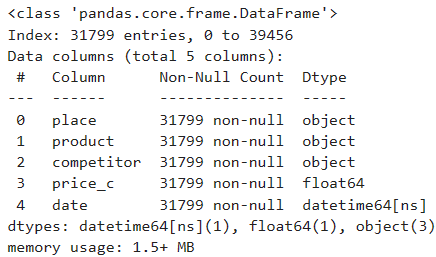 <class 'pandas.core.frame.DataFrame'>
Index: 31799 entries, 0 to 39456
Data columns (total 5 columns):
 #   Column      Non-Null Count  Dtype
---  ------      --------------  -----
 0   place       31799 non-null  object
 1   product     31799 non-null  object
 2   competitor  31799 non-null  object
 3   price_c     31799 non-null  float64
 4   date        31799 non-null  datetime64[ns]
dtypes: datetime64[ns](1), float64(1), object(3)
memory usage: 1.5+ MB